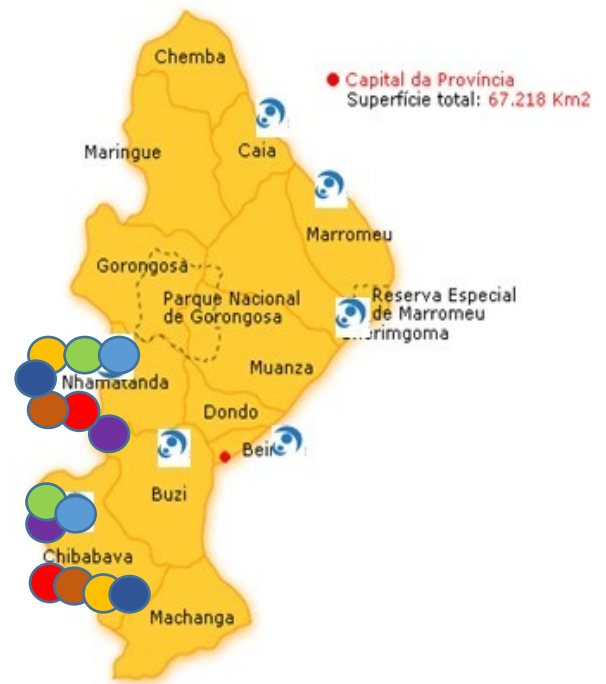 Chemba
Capital da Província
Superfície total: 67.218 Km2
Maringue
Caia
Marromeu
Gorongosa
Parque Nacional
de Gorongosa
Reserva Especial
de Marromeu
Muanza
Nhamatanda
Dondo
Buzi
Chibabava
Machanga